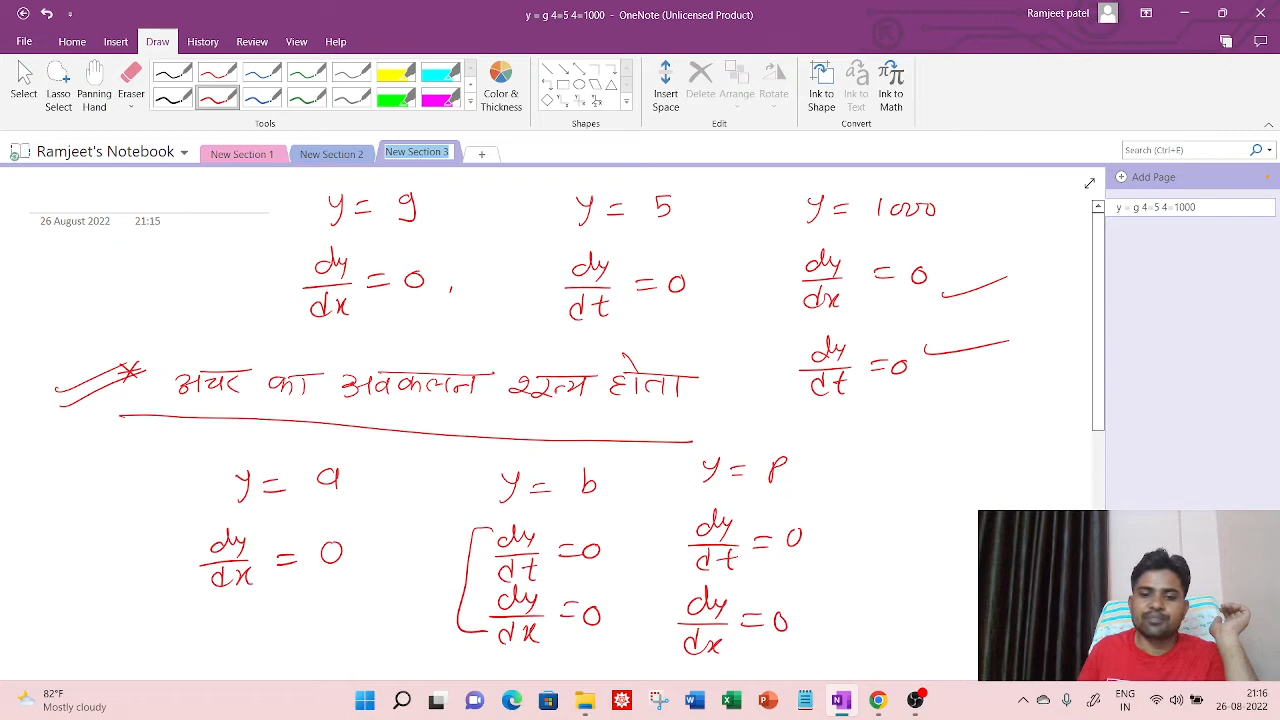 y = g 4=5 4=1000 - OneNote (Unlicensed Product)
Ramjeet patel
File Home Insert Draw History Review View Help
Select
Lasso Select
Panning Hand
Eraser
Color & Thickness
Insert Space
Delete
Arrange
Rotate
Ink to Shape
Ink to Text
Ink to Math
Tools
Shapes
Edit
Convert
Ramjeet's Notebook
New Section 1
New Section 2
New Section 3
Search (Ctrl+E)
Add Page
y = g 4=5 4=1000
26 August 2022 21:15
y = g y = 5 y = 1000
dy/dx = 0, dy/dt = 0 dy/dx = 0
dy/dt = 0
अचर का अवकलन शून्य होता
y = a y = b y = p
dy/dx = 0 dy/dt = 0 dy/dt = 0
dy/dx = 0 dy/dx = 0
82°F
Mostly cloudy
ENG
IN
21:16
26-08-2022